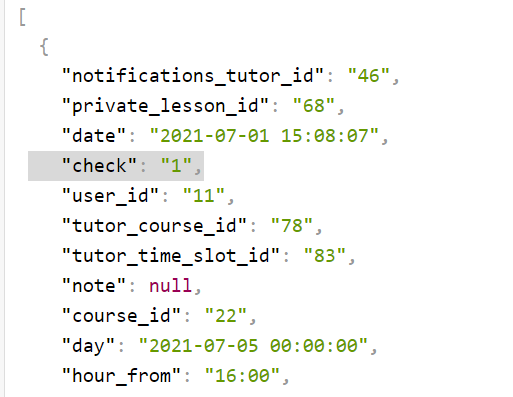 [
{
"notifications_tutor_id": "46",
"private_lesson_id": "68",
"date": "2021-07-01 15:08:07",
"check": "1",
"user_id": "11",
"tutor_course_id": "78",
"tutor_time_slot_id": "83",
"note": null,
"course_id": "22",
"day": "2021-07-05 00:00:00",
"hour_from": "16:00",